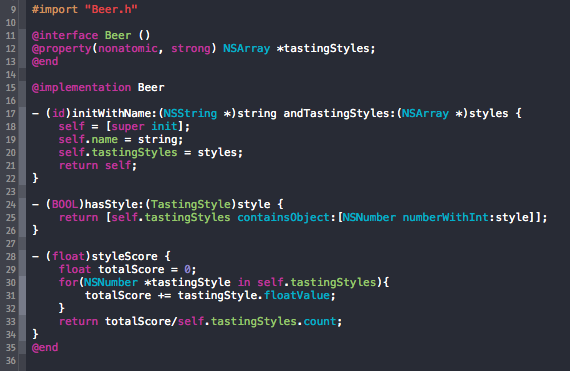 9 #import "Beer.h"
10
11 @interface Beer ()
12 @property(nonatomic, strong) NSArray *tastingStyles;
13 @end
14
15 @implementation Beer
16
17 – (id)initWithName:(NSString *)string andTastingStyles:(NSArray *)styles {
18     self = [super init];
19     self.name = string;
20     self.tastingStyles = styles;
21     return self;
22 }
23
24 – (BOOL)hasStyle:(TastingStyle)style {
25     return [self.tastingStyles containsObject:[NSNumber numberWithInt:style]];
26 }
27
28 – (float)styleScore {
29     float totalScore = 0;
30     for(NSNumber *tastingStyle in self.tastingStyles){
31         totalScore += tastingStyle.floatValue;
32     }
33     return totalScore/self.tastingStyles.count;
34 }
35 @end
36